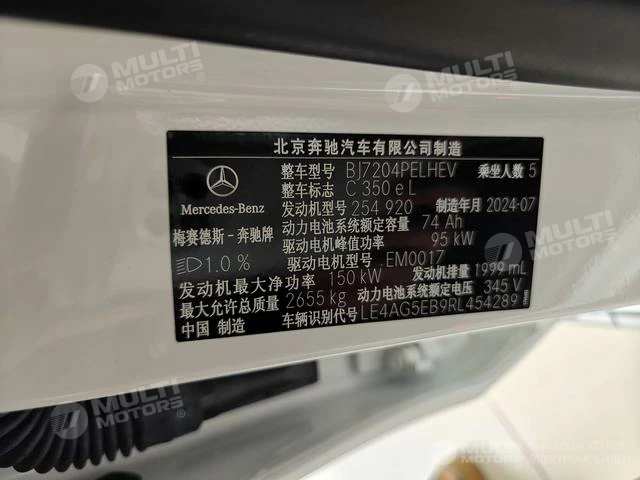 MULTI MOTORS®
MULTI MOTORS®
北京奔驰汽车有限公司制造
整车型号 BJ7204PELHEV 乘坐人数 5
整车标志 C 350 e L
发动机型号 254 920 制造年月 2024-07
Mercedes-Benz
动力电池系统额定容量 74 Ah
梅赛德斯－奔驰牌
驱动电机峰值功率 95 kW
1.0 % 驱动电机型号 EM0017
发动机最大净功率 150 kW 发动机排量 1999 mL
最大允许总质量 2655 kg 动力电池系统额定电压 345 V
中国 制造 车辆识别代号 LE4AG5EB9RL454289
MULTI MOTORS®
MULTI MOTORS®